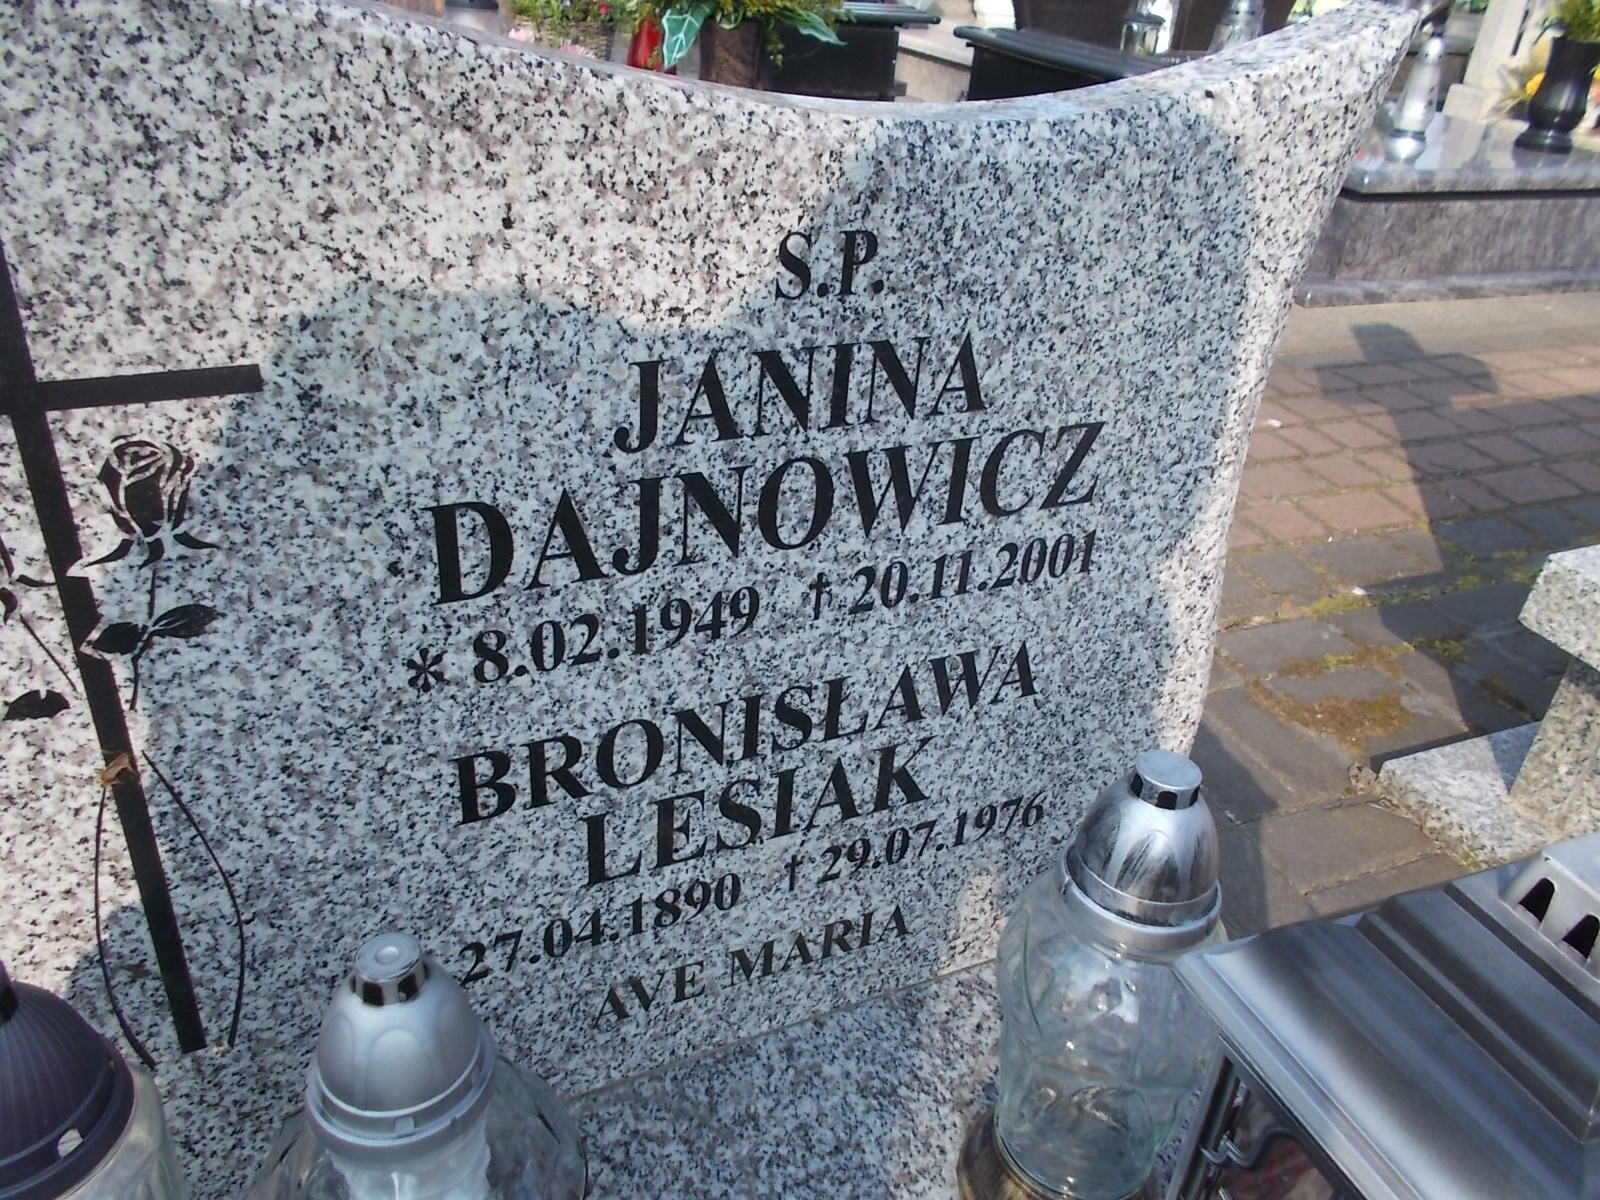 S.P.
JANINA
DAJNOWICZ
* 8.02.1949 † 20.11.2001
BRONISŁAWA
LESIAK
27.04.1890 † 29.07.1976
AVE MARIA